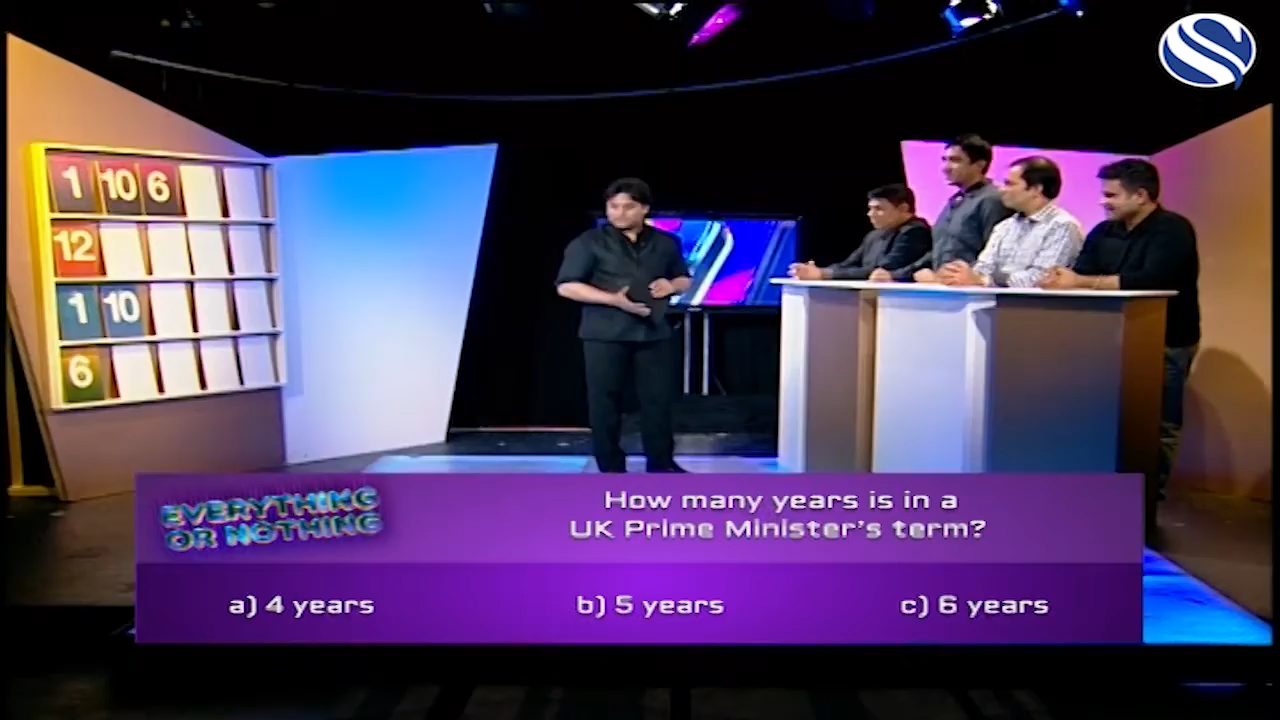 S
1 10 6
12
1 10
6
EVERYTHING
OR NOTHING
How many years is in a
UK Prime Minister's term?
a) 4 years
b) 5 years
c) 6 years